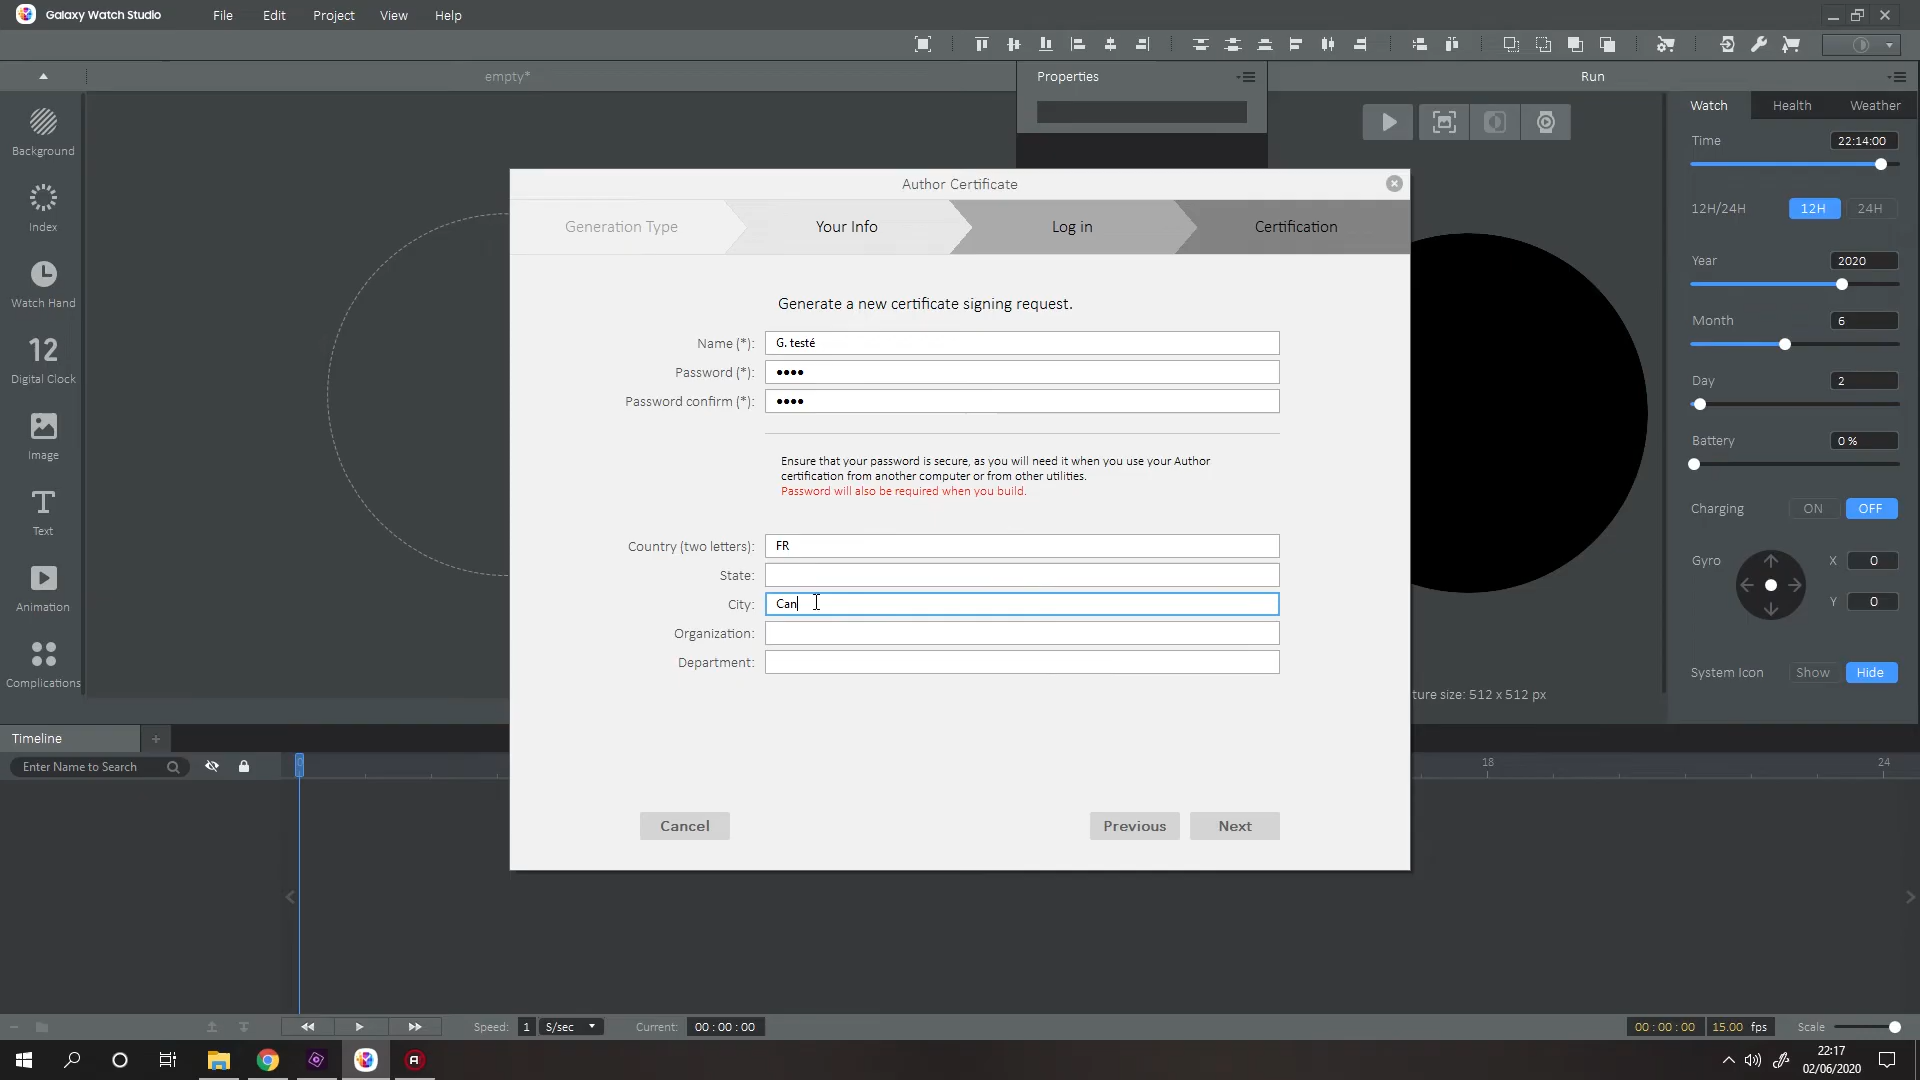 Galaxy Watch Studio
File
Edit
Project
View
Help
empty*
Properties
Run
Background
Index
Watch Hand
12
Digital Clock
Image
Text
Animation
Complications
Author Certificate
Generation Type
Your Info
Log in
Certification
Generate a new certificate signing request.
Name (*):
G. testé
Password (*):
••••
Password confirm (*):
••••
Ensure that your password is secure, as you will need it when you use your Author
certification from another computer or from other utilities.
Password will also be required when you build.
Country (two letters):
FR
State:
City:
Can
Organization:
Department:
Cancel
Previous
Next
ture size: 512 x 512 px
Watch
Health
Weather
Time
22:14:00
12H/24H
12H
24H
Year
2020
Month
6
Day
2
Battery
0 %
Charging
ON
OFF
Gyro
X
0
Y
0
System Icon
Show
Hide
Timeline
+
Enter Name to Search
0
18
24
Speed:
1
S/sec
Current:
00 : 00 : 00
00 : 00 : 00
15.00 fps
Scale
22:17
02/06/2020